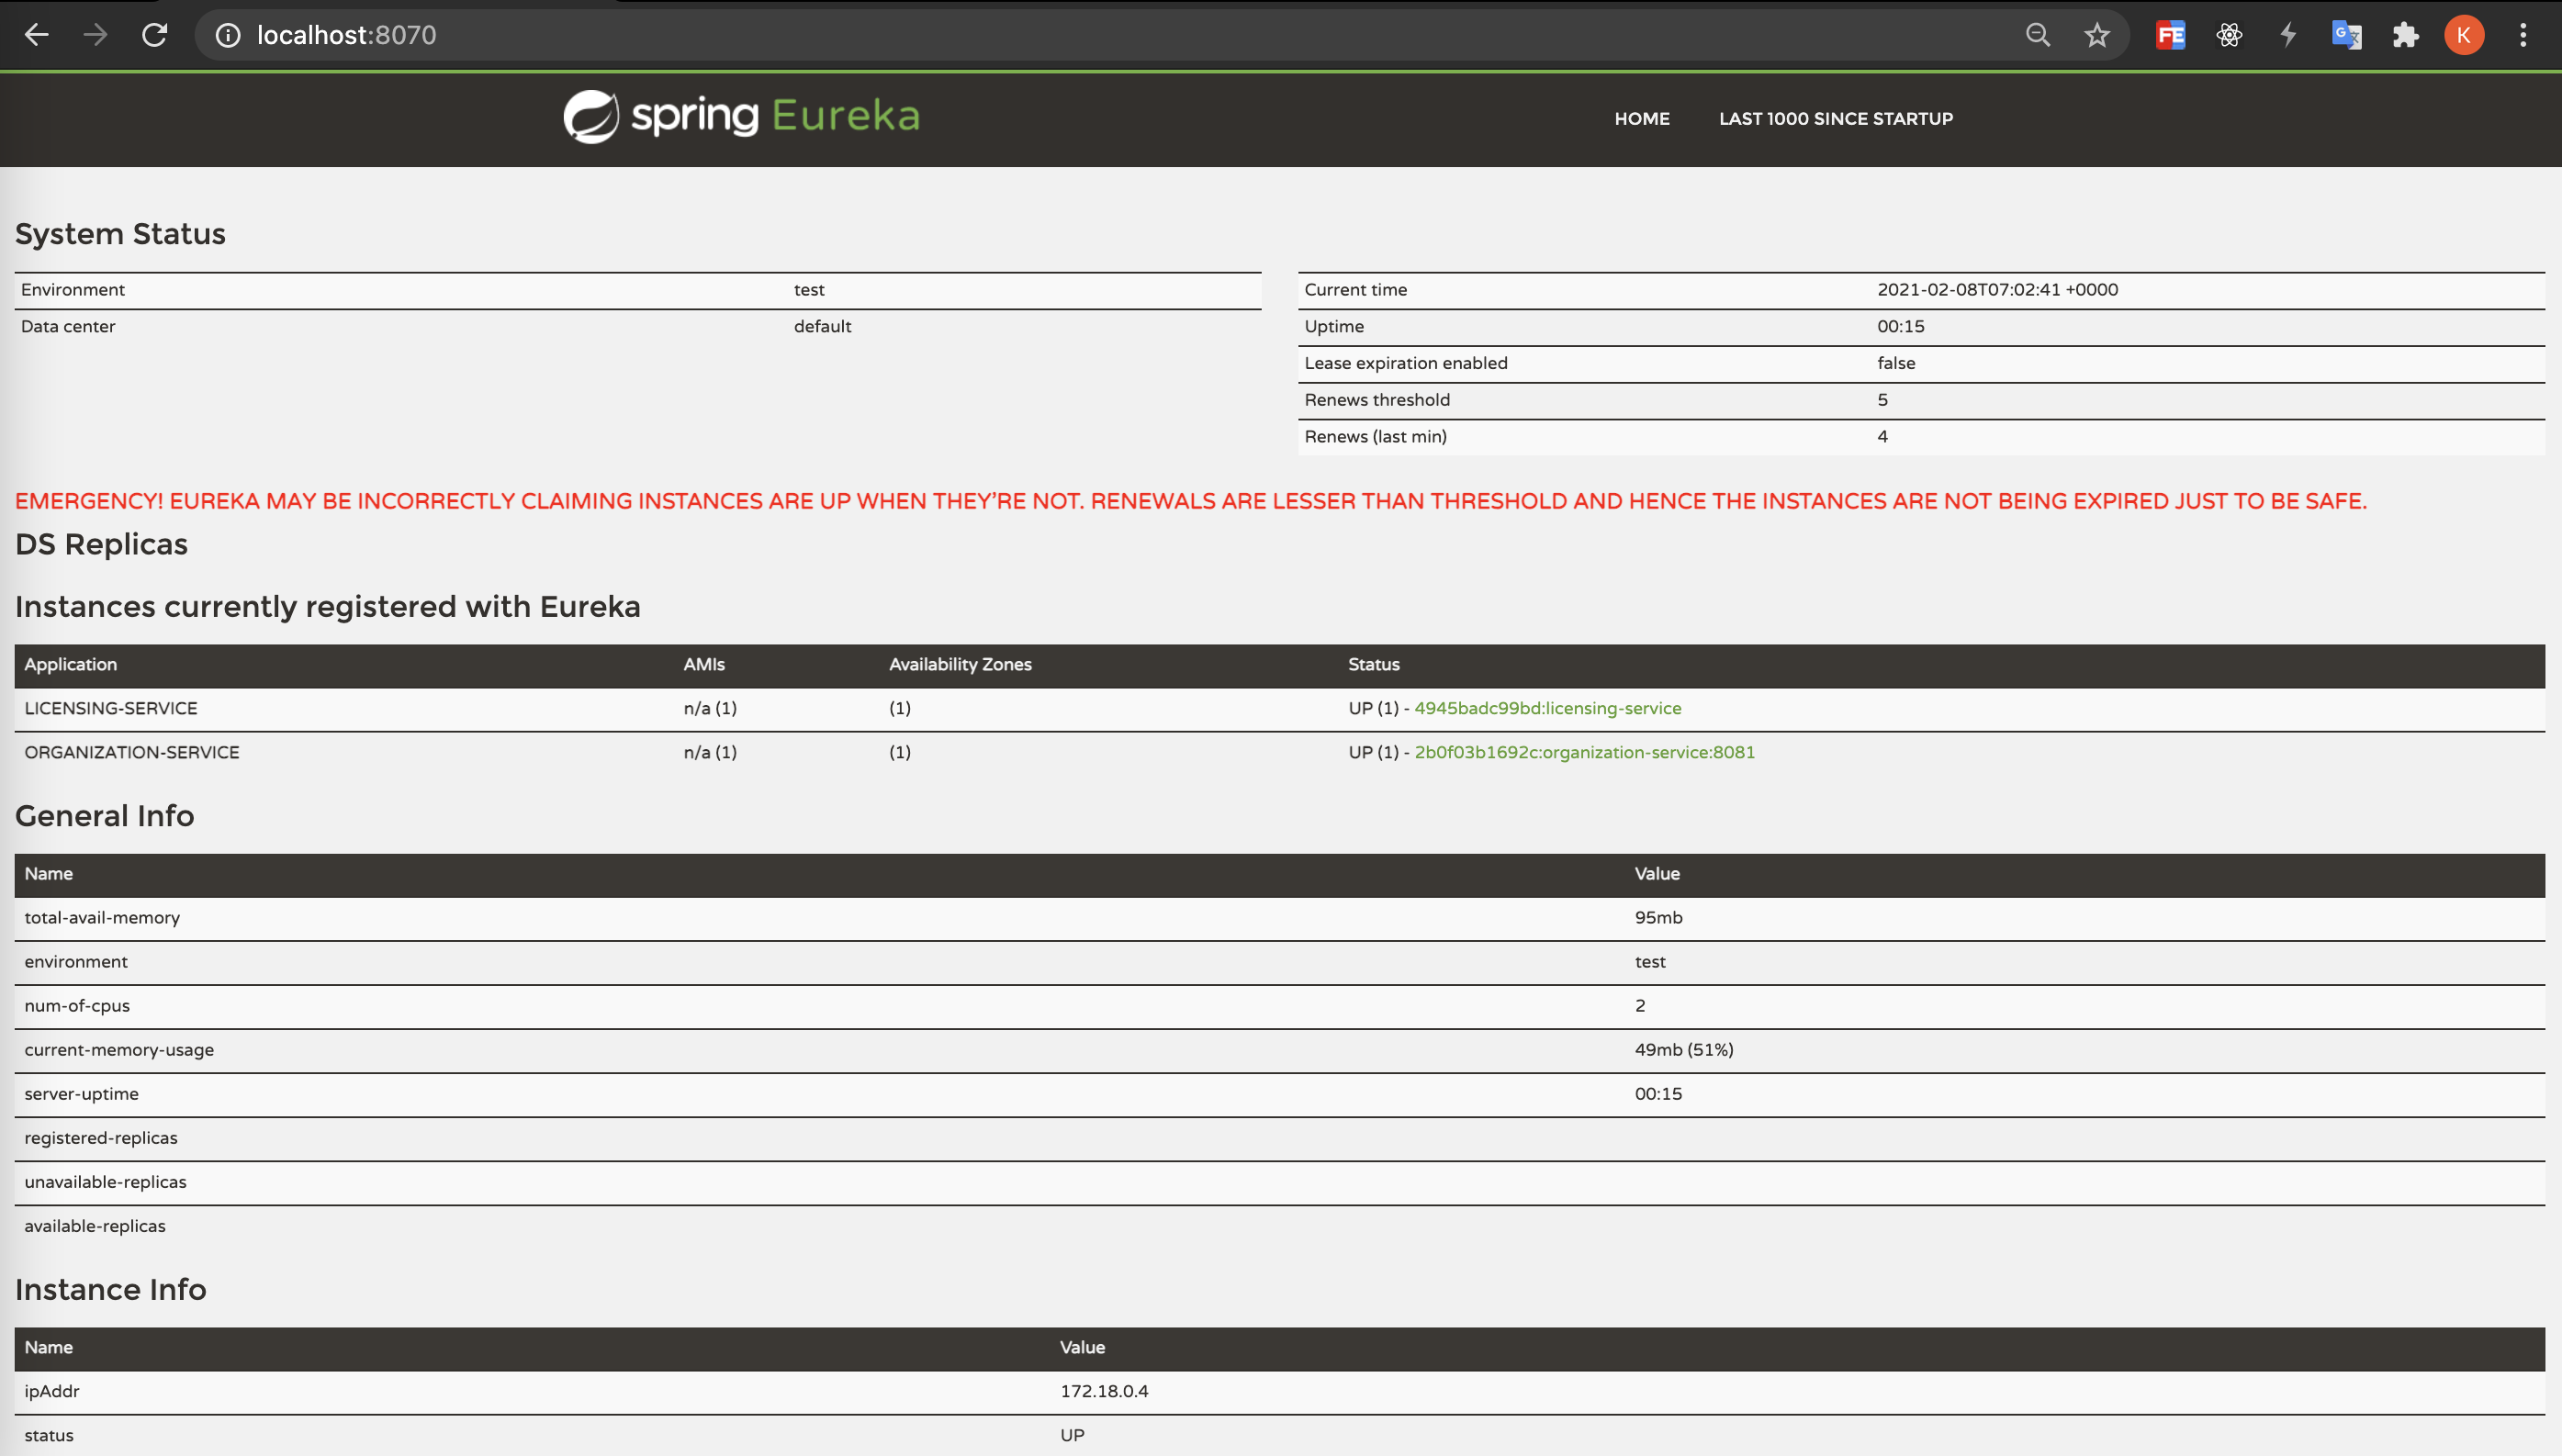 localhost:8070
FE
G
K
spring Eureka
HOME LAST 1000 SINCE STARTUP
System Status
Environment test
Data center default
Current time 2021-02-08T07:02:41 +0000
Uptime 00:15
Lease expiration enabled false
Renews threshold 5
Renews (last min) 4
EMERGENCY! EUREKA MAY BE INCORRECTLY CLAIMING INSTANCES ARE UP WHEN THEY'RE NOT. RENEWALS ARE LESSER THAN THRESHOLD AND HENCE THE INSTANCES ARE NOT BEING EXPIRED JUST TO BE SAFE.
DS Replicas
Instances currently registered with Eureka
Application AMIs Availability Zones Status
LICENSING-SERVICE n/a (1) (1) UP (1) - 4945badc99bd:licensing-service
ORGANIZATION-SERVICE n/a (1) (1) UP (1) - 2b0f03b1692c:organization-service:8081
General Info
Name Value
total-avail-memory 95mb
environment test
num-of-cpus 2
current-memory-usage 49mb (51%)
server-uptime 00:15
registered-replicas
unavailable-replicas
available-replicas
Instance Info
Name Value
ipAddr 172.18.0.4
status UP